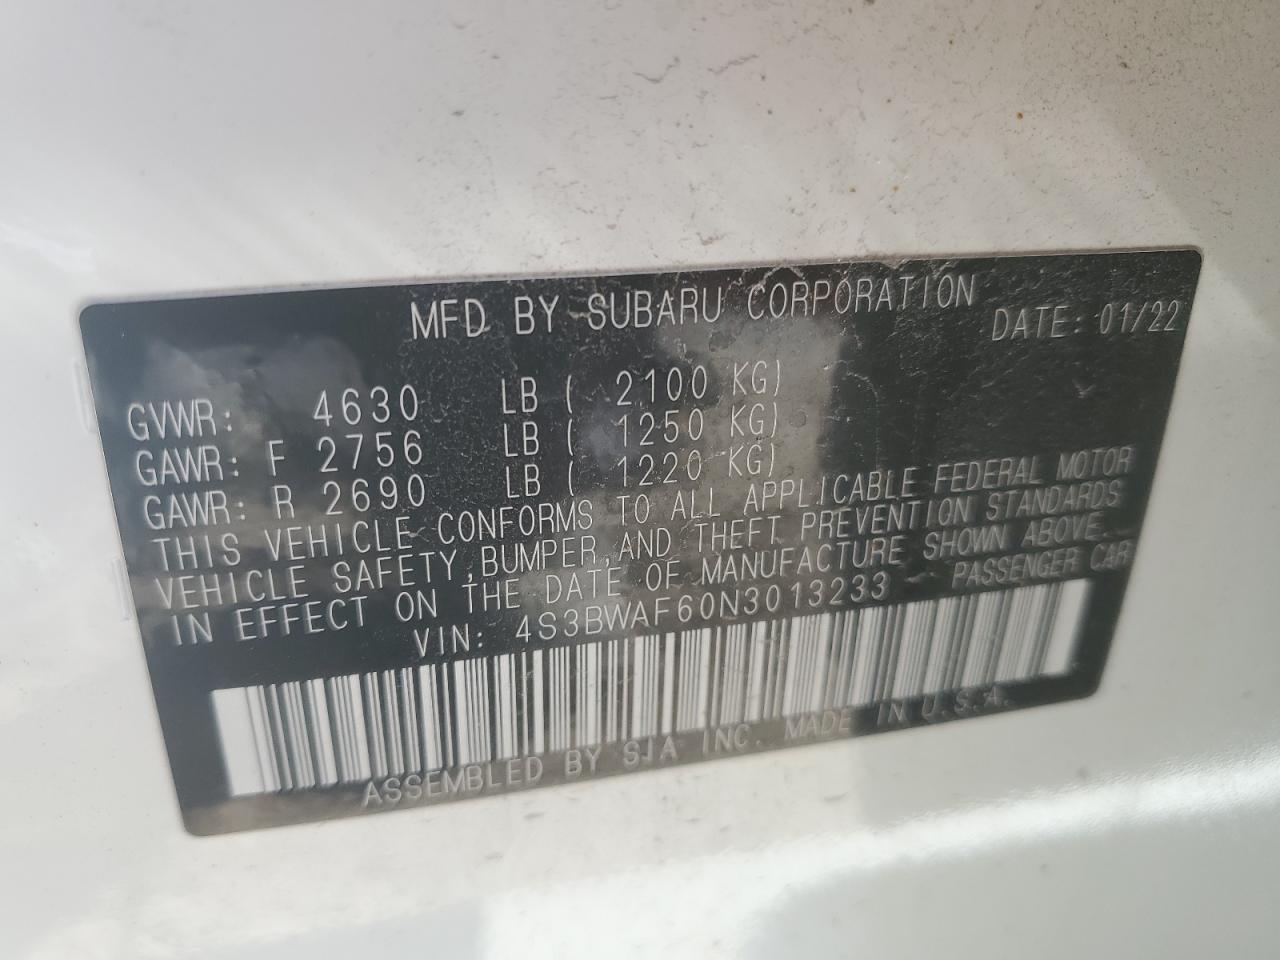 MFD BY SUBARU CORPORATION
DATE: 01/22
GVWR: 4630 LB ( 2100 KG)
GAWR: F 2756 LB ( 1250 KG)
GAWR: R 2690 LB ( 1220 KG)
THIS VEHICLE CONFORMS TO ALL APPLICABLE FEDERAL MOTOR
VEHICLE SAFETY, BUMPER, AND THEFT PREVENTION STANDARDS
IN EFFECT ON THE DATE OF MANUFACTURE SHOWN ABOVE.
VIN: 4S3BWAF60N3013233 PASSENGER CAR
ASSEMBLED BY SIA INC. MADE IN U.S.A.